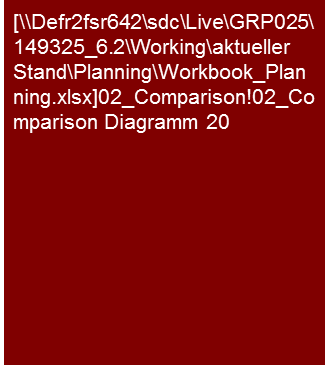 [\\Defr2fsr642\sdc\Live\GRP025\
149325_6.2\Working\aktueller
Stand\Planning\Workbook_Plan
ning.xlsx]02_Comparison!02_Co
mparison Diagramm 20